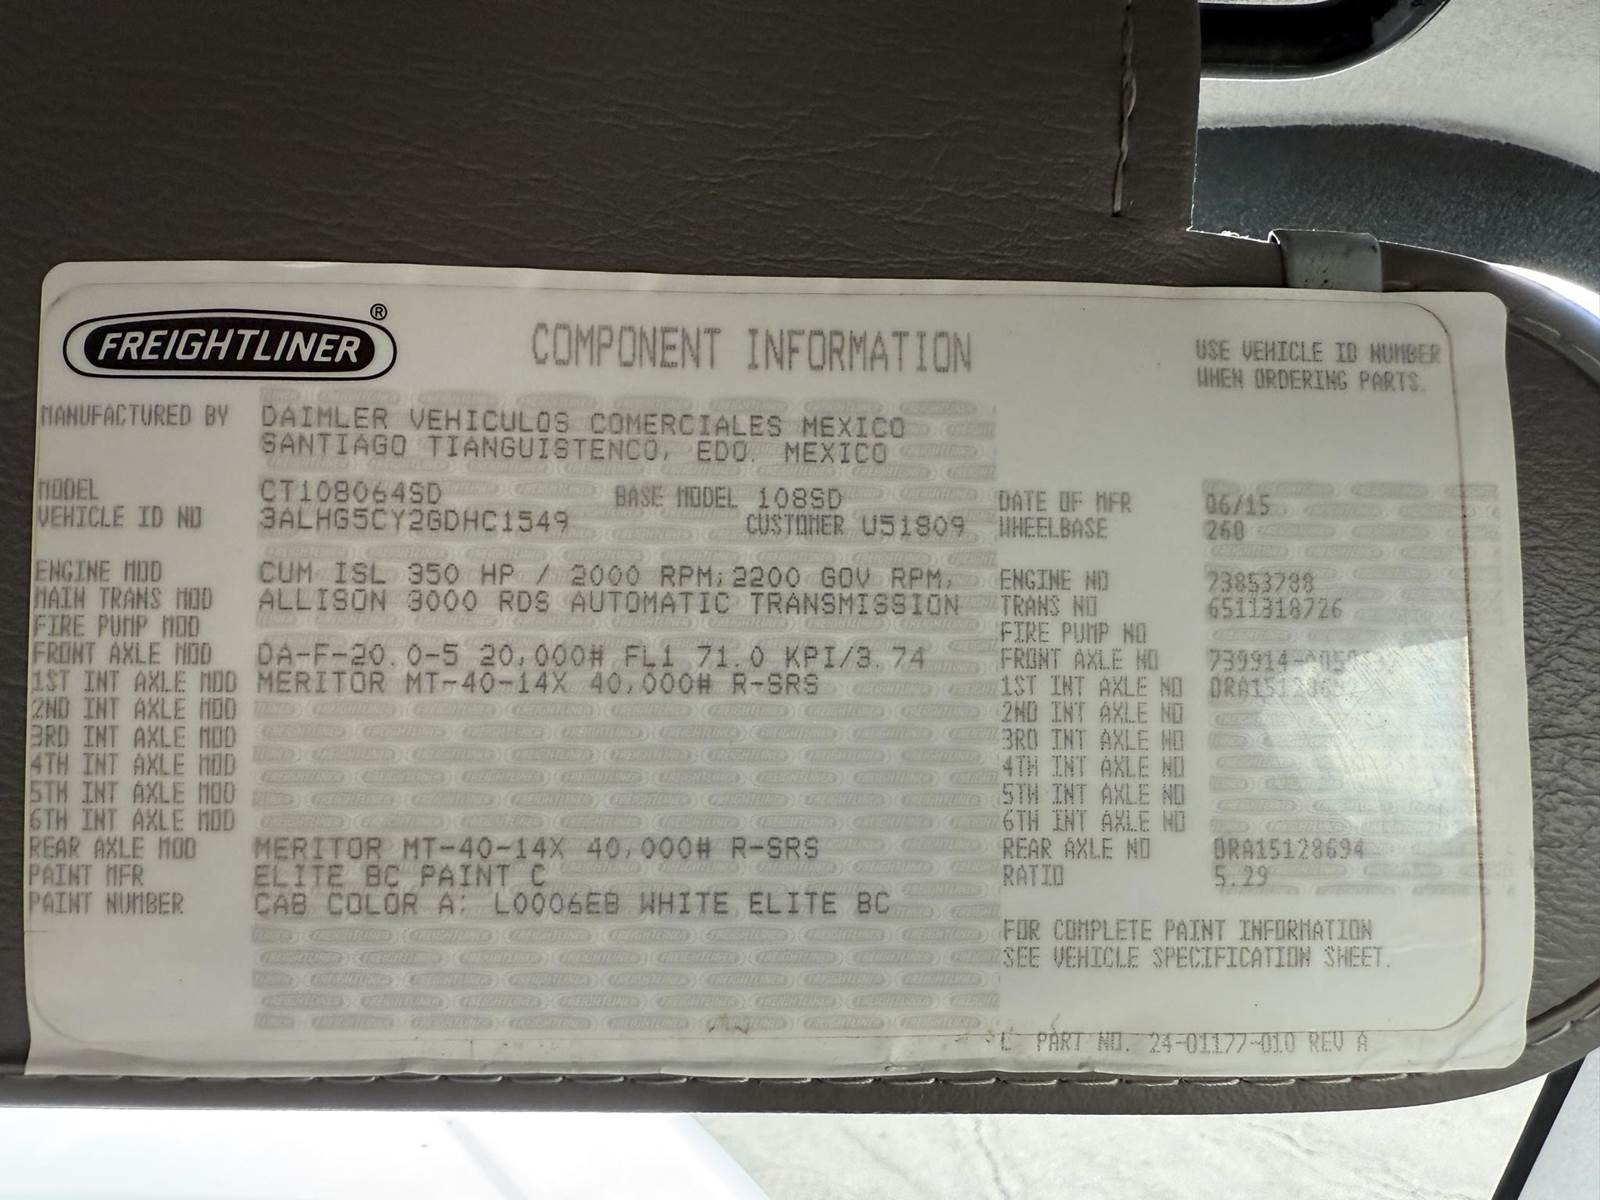 FREIGHTLINER ®
COMPONENT INFORMATION
USE VEHICLE ID NUMBER
WHEN ORDERING PARTS.
MANUFACTURED BY DAIMLER VEHICULOS COMERCIALES MEXICO
SANTIAGO TIANGUISTENCO, EDO. MEXICO
MODEL CT108064SD BASE MODEL 108SD DATE OF MFR 06/15
VEHICLE ID NO 3ALHG5CY2GDHC1549 CUSTOMER U51809 WHEELBASE 260
ENGINE MOD CUM ISL 350 HP / 2000 RPM; 2200 GOV RPM, ENGINE NO 73853788
MAIN TRANS MOD ALLISON 3000 RDS AUTOMATIC TRANSMISSION TRANS NO 6511318726
FIRE PUMP MOD FIRE PUMP NO
FRONT AXLE MOD DA-F-20.0-5 20,000# FL1 71.0 KPI/3.74 FRONT AXLE NO
1ST INT AXLE MOD MERITOR MT-40-14X 40,000# R-SRS 1ST INT AXLE NO
2ND INT AXLE MOD 2ND INT AXLE NO
3RD INT AXLE MOD 3RD INT AXLE NO
4TH INT AXLE MOD 4TH INT AXLE NO
5TH INT AXLE MOD 5TH INT AXLE NO
6TH INT AXLE MOD 6TH INT AXLE NO
REAR AXLE MOD MERITOR MT-40-14X 40,000# R-SRS REAR AXLE NO DRA15128694
PAINT MFR ELITE BC PAINT C RATIO 5.29
PAINT NUMBER CAB COLOR A: L0006EB WHITE ELITE BC
FOR COMPLETE PAINT INFORMATION
SEE VEHICLE SPECIFICATION SHEET.
PART NO. 24-01177-010 REV A